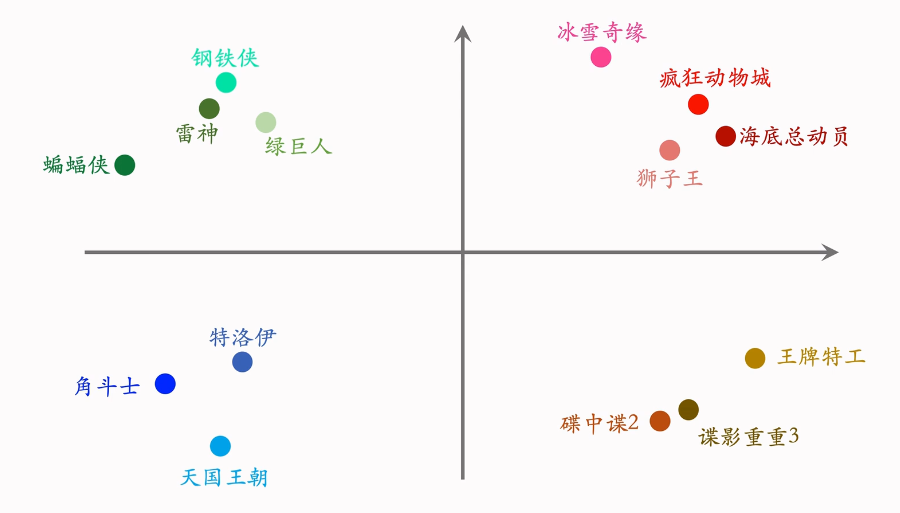 冰雪奇缘
钢铁侠
疯狂动物城
雷神
海底总动员
绿巨人
蝙蝠侠
狮子王
特洛伊
王牌特工
角斗士
碟中谍2
谍影重重3
天国王朝